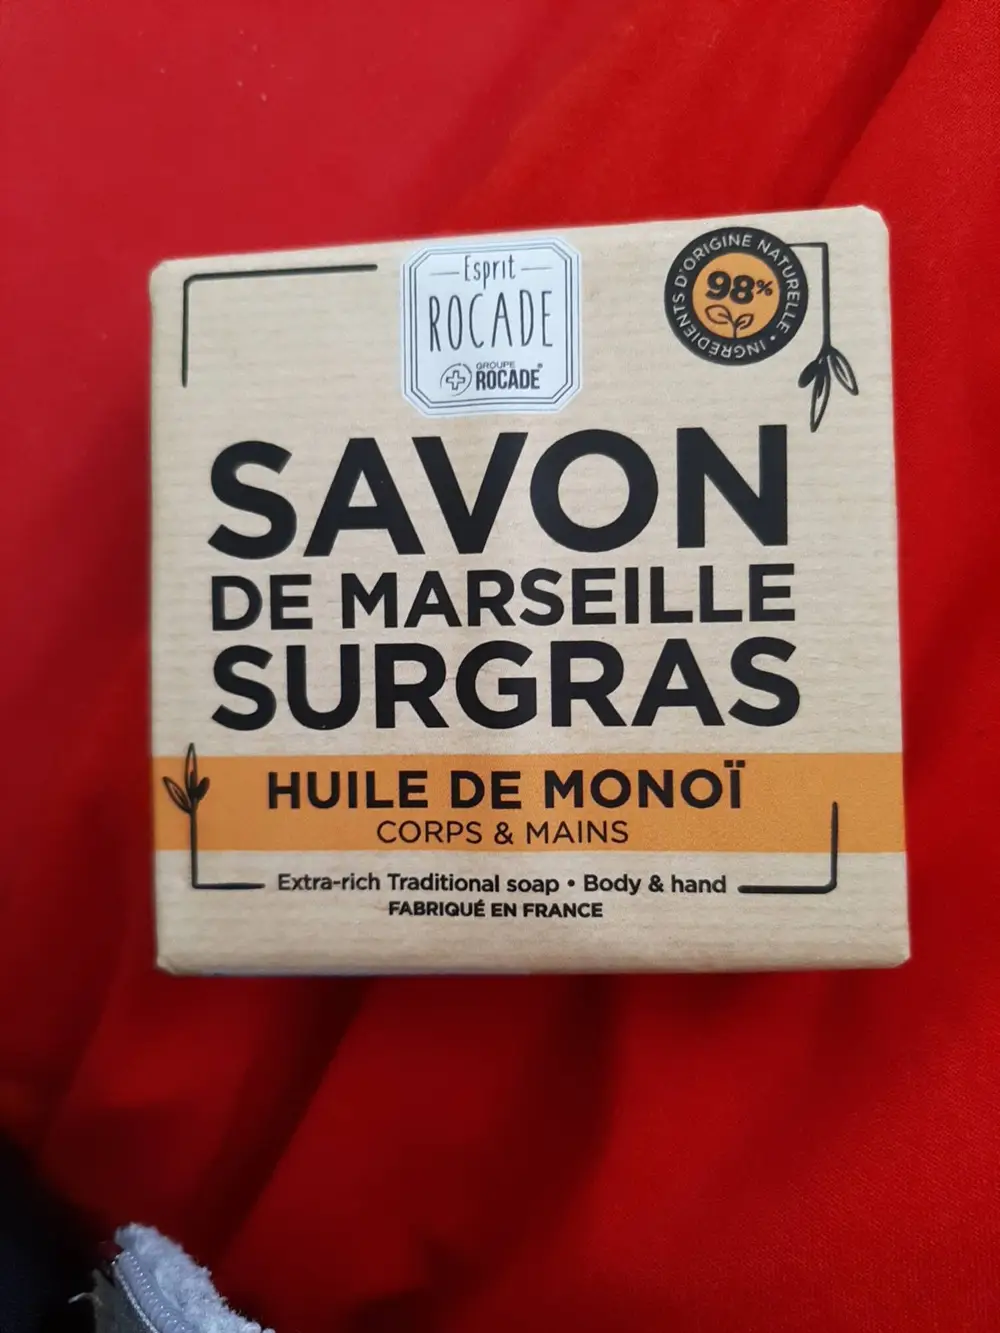 Esprit
ROCADE
GROUPE
ROCADE®
INGRÉDIENTS D'ORIGINE NATURELLE •
98%
SAVON
DE MARSEILLE
SURGRAS
HUILE DE MONOÏ
CORPS & MAINS
Extra-rich Traditional soap • Body & hand
FABRIQUÉ EN FRANCE